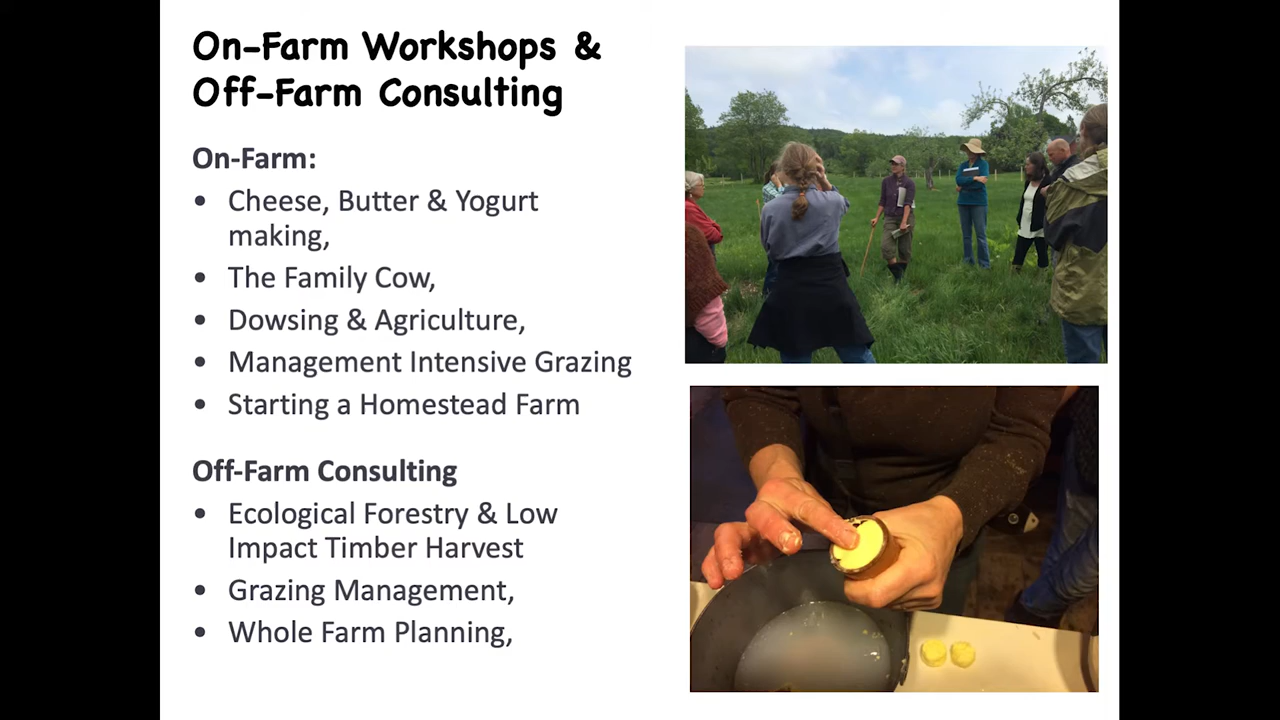 On-Farm Workshops &
Off-Farm Consulting
On-Farm:
• Cheese, Butter & Yogurt
making,
• The Family Cow,
• Dowsing & Agriculture,
• Management Intensive Grazing
• Starting a Homestead Farm
Off-Farm Consulting
• Ecological Forestry & Low
Impact Timber Harvest
• Grazing Management,
• Whole Farm Planning,